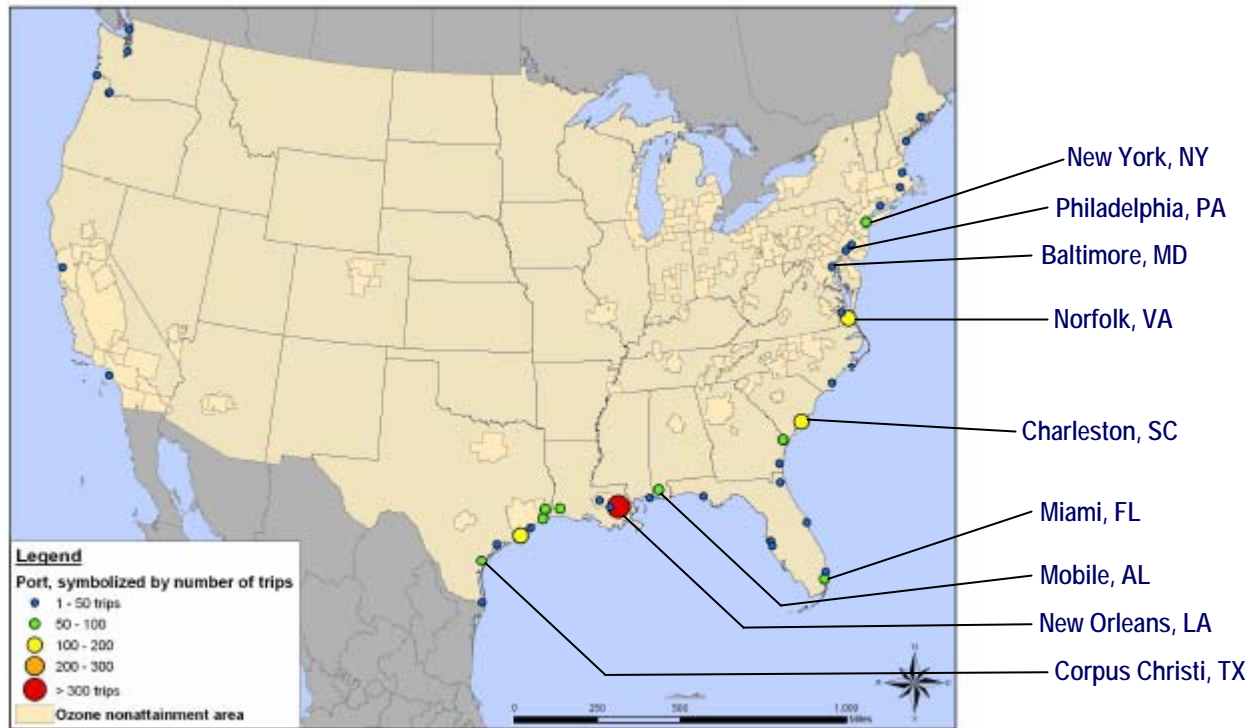 New York, NY
Philadelphia, PA
Baltimore, MD
Norfolk, VA
Charleston, SC
Miami, FL
Mobile, AL
New Orleans, LA
Corpus Christi, TX
Legend
Port, symbolized by number of trips
1 - 50 trips
50 - 100
100 - 200
200 - 300
> 300 trips
Ozone nonattainment area
0 250 500 1,000
Miles